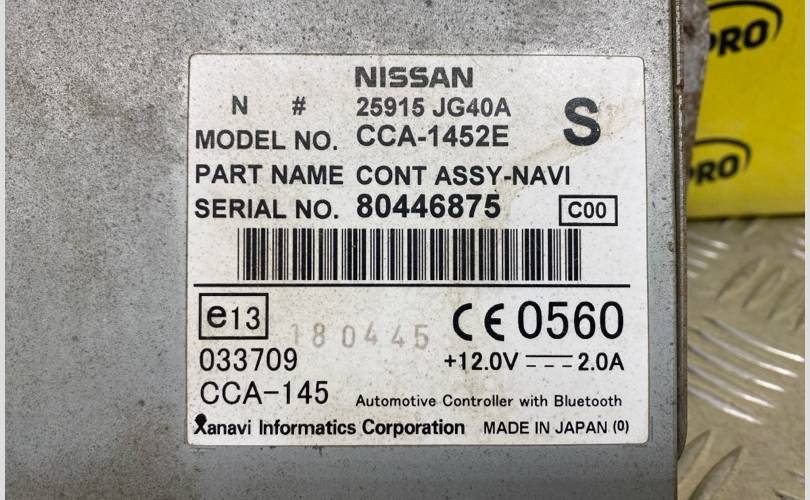 NISSAN
N # 25915 JG40A S
MODEL NO. CCA-1452E
PART NAME CONT ASSY-NAVI
SERIAL NO. 80446875 C00
e13 180445 CE 0560
033709 +12.0V 2.0A
CCA-145 Automotive Controller with Bluetooth
Xanavi Informatics Corporation MADE IN JAPAN (0)
PRO
PRO